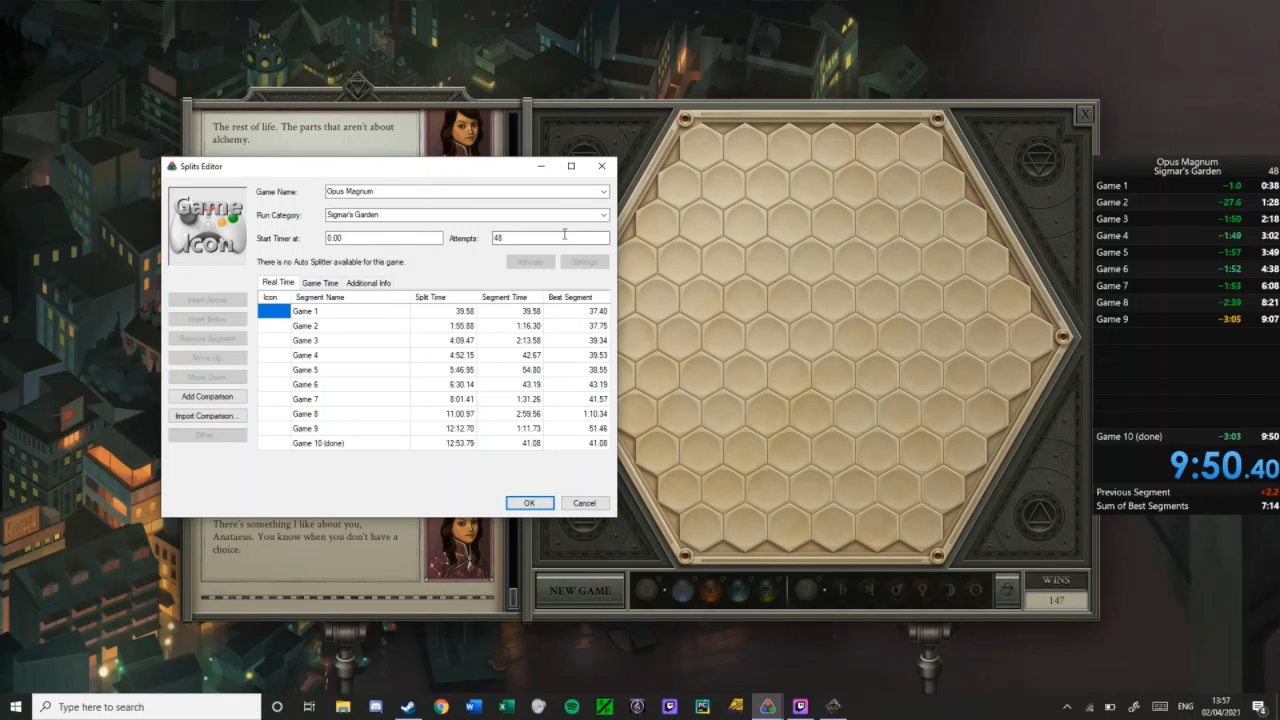 The rest of life. The parts that aren't about
alchemy.
Splits Editor
Game
Icon
Game Name: Opus Magnum
Run Category: Sigmar's Garden
Start Timer at: 0.00 Attempts: 48
There is no Auto Splitter available for this game. Activate Settings
Real Time Game Time Additional Info
Icon Segment Name Split Time Segment Time Best Segment
Game 1 39.58 39.58 37.40
Game 2 1:55.88 1:16.30 37.75
Game 3 4:09.47 2:13.58 39.34
Game 4 4:52.15 42.67 39.53
Game 5 5:46.95 54.80 38.55
Game 6 6:30.14 43.19 43.19
Game 7 8:01.41 1:31.26 41.57
Game 8 11:00.97 2:59.56 1:10.34
Game 9 12:12.70 1:11.73 51.46
Game 10 (done) 12:53.79 41.08 41.08
Insert Above
Insert Below
Remove Segment
Move Up
Move Down
Add Comparison
Import Comparison...
Other...
OK Cancel
There's something I like about you,
Anataeus. You know when you don't have a
choice.
X
NEW GAME
WINS
147
Opus Magnum
Sigmar's Garden 48
Game 1 −1.0 0:38
Game 2 −27.6 1:28
Game 3 −1:50 2:18
Game 4 −1:49 3:02
Game 5 −1:57 3:49
Game 6 −1:52 4:38
Game 7 −1:53 6:08
Game 8 −2:39 8:21
Game 9 −3:05 9:07
Game 10 (done) −3:03 9:50
9:50.40
Previous Segment +2.2
Sum of Best Segments 7:14
Type here to search
ENG
13:57
02/04/2021